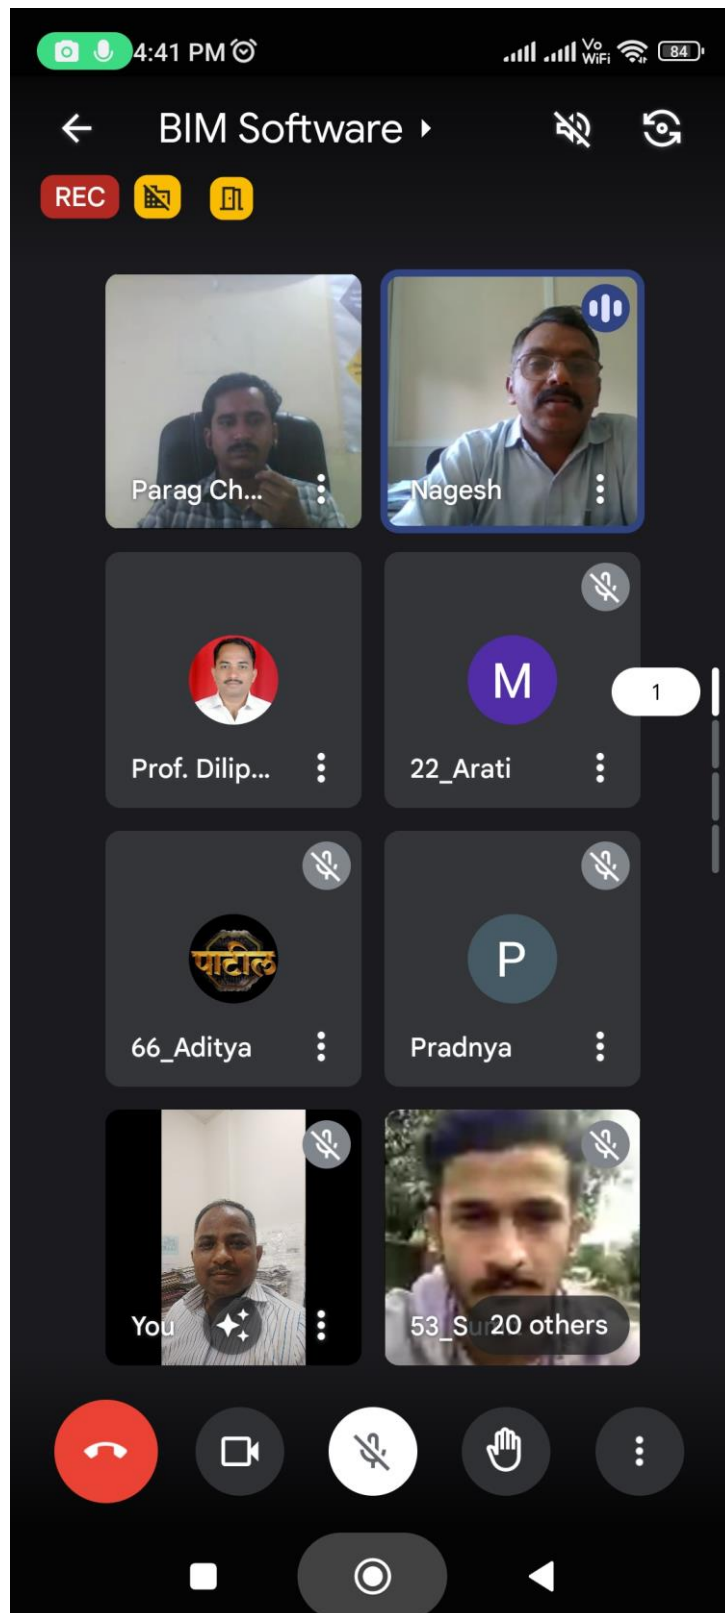 4:41 PM
Vo
WiFi
84
BIM Software
REC
Parag Ch...
Nagesh
M
1
Prof. Dilip...
22_Arati
पाटील
P
66_Aditya
Pradnya
You
53_Su
20 others